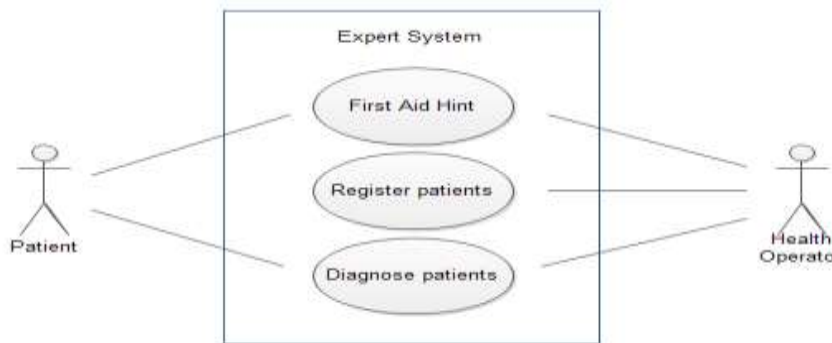 Expert System
First Aid Hint
Register patients
Diagnose patients
Patient
Health
Operato